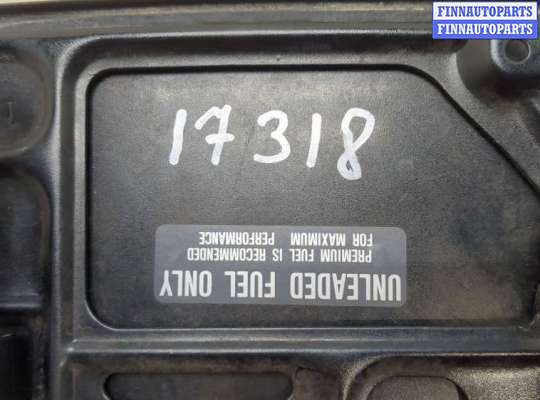 FINNAUTOPARTS
FINNAUTOPARTS
17318
UNLEADED FUEL ONLY
PREMIUM FUEL IS RECOMMENDED
FOR MAXIMUM PERFORMANCE